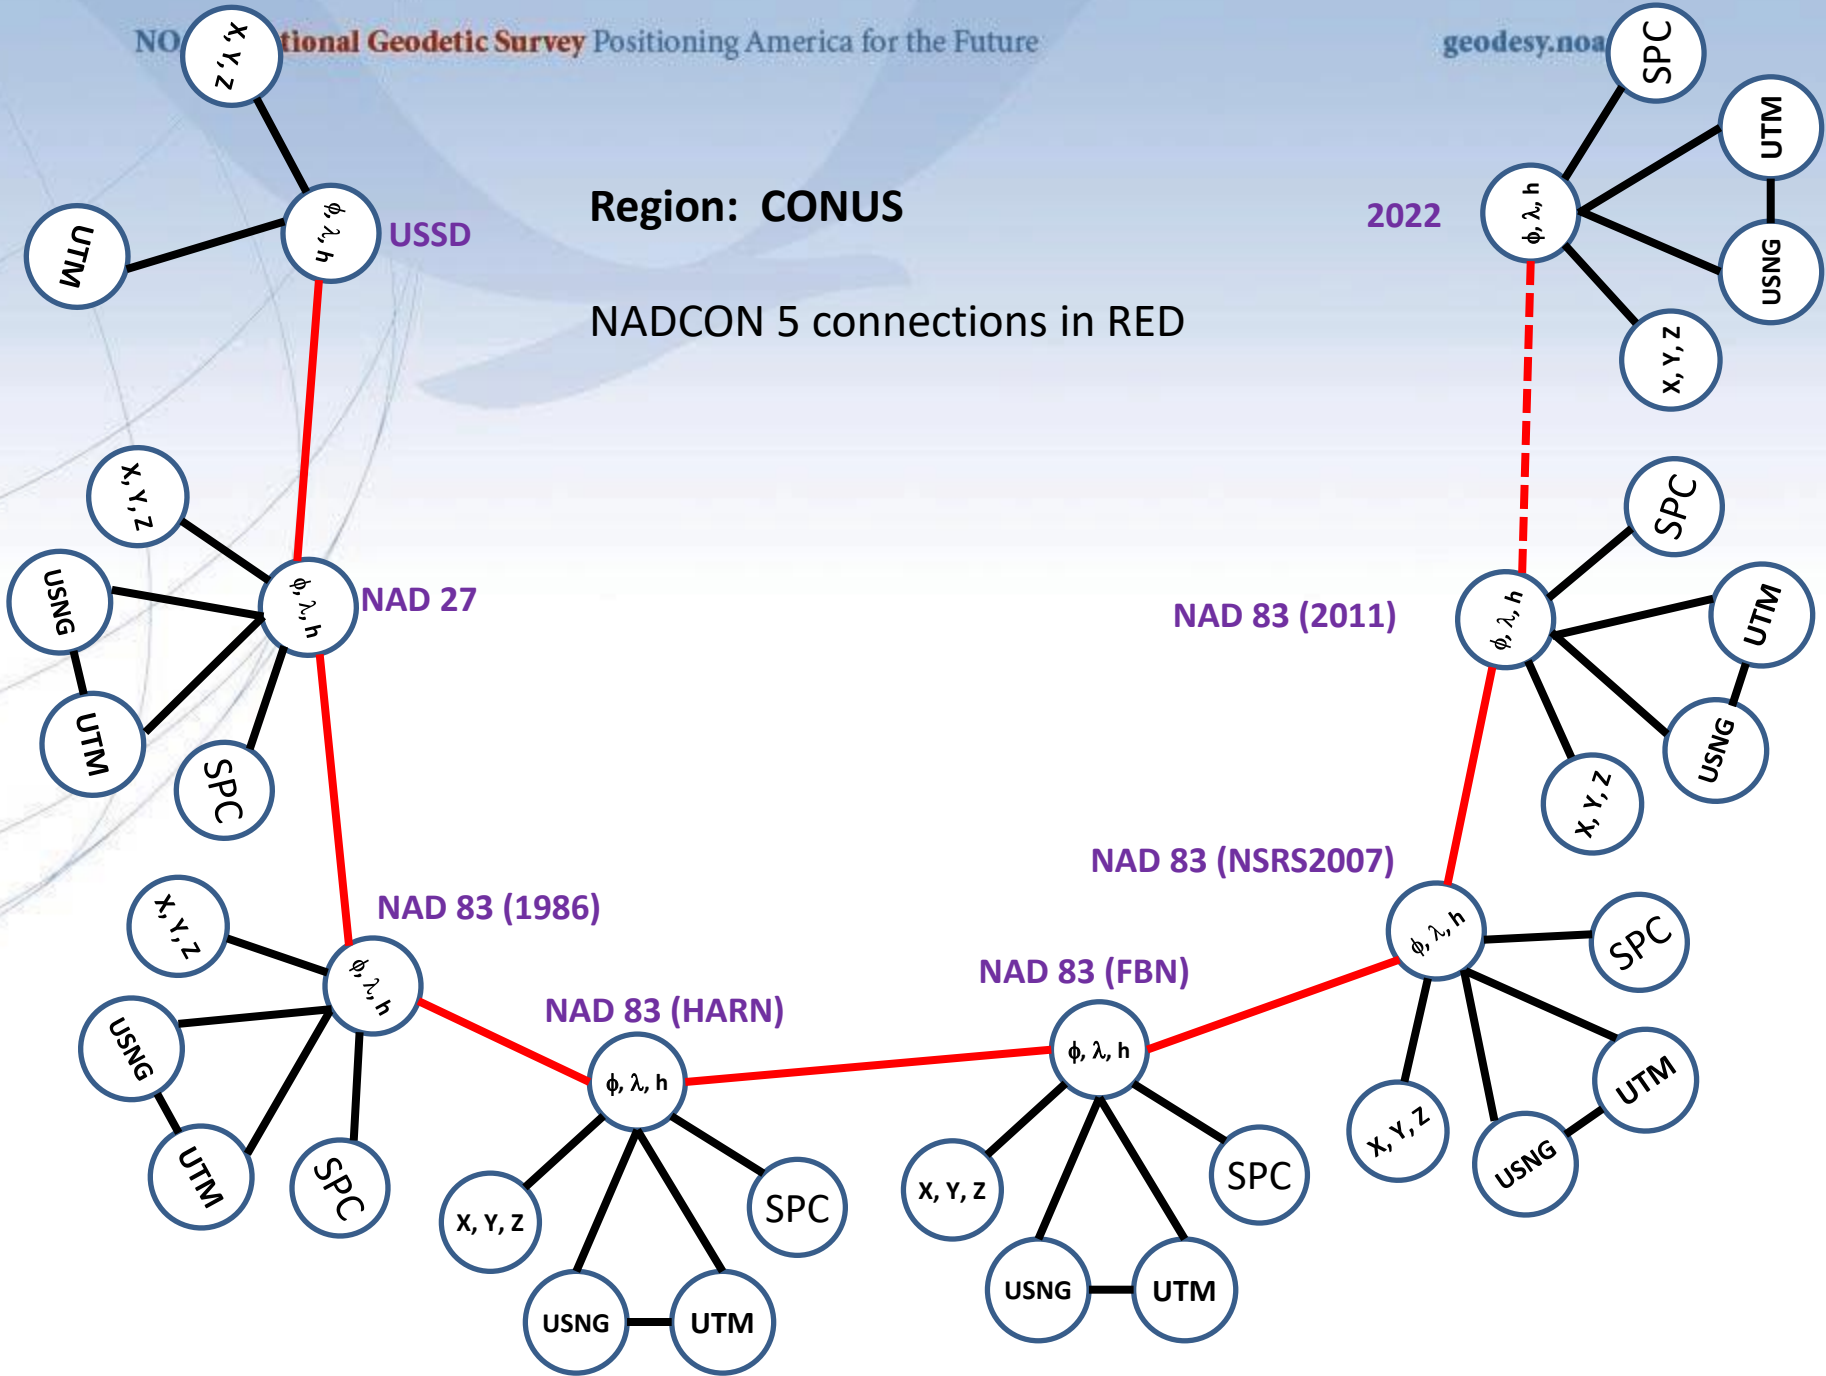 NO
tional Geodetic Survey Positioning America for the Future
geodesy.noa
X, Y, Z
UTM
ϕ, λ, h
USSD
Region: CONUS
NADCON 5 connections in RED
2022
ϕ, λ, h
SPC
UTM
USNG
X, Y, Z
X, Y, Z
USNG
UTM
SPC
ϕ, λ, h
NAD 27
NAD 83 (2011)
ϕ, λ, h
SPC
UTM
USNG
X, Y, Z
NAD 83 (1986)
ϕ, λ, h
X, Y, Z
USNG
UTM
SPC
NAD 83 (HARN)
ϕ, λ, h
X, Y, Z
USNG
UTM
SPC
NAD 83 (FBN)
ϕ, λ, h
X, Y, Z
USNG
UTM
SPC
NAD 83 (NSRS2007)
ϕ, λ, h
SPC
UTM
USNG
X, Y, Z